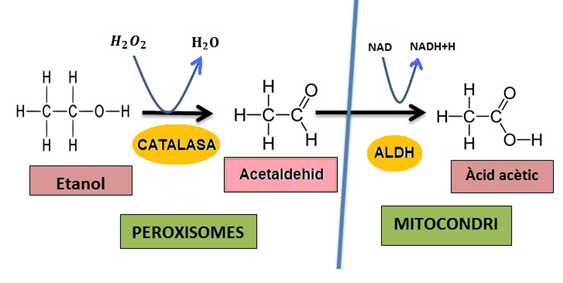 H₂O₂
H₂O
NAD
NADH+H
H H
H–C–C–O–H
H H
H
H–C–C
O
H
H
H
H–C–C
O
H
O–H
CATALASA
ALDH
Etanol
Acetaldehid
Àcid acètic
PEROXISOMES
MITOCONDRI